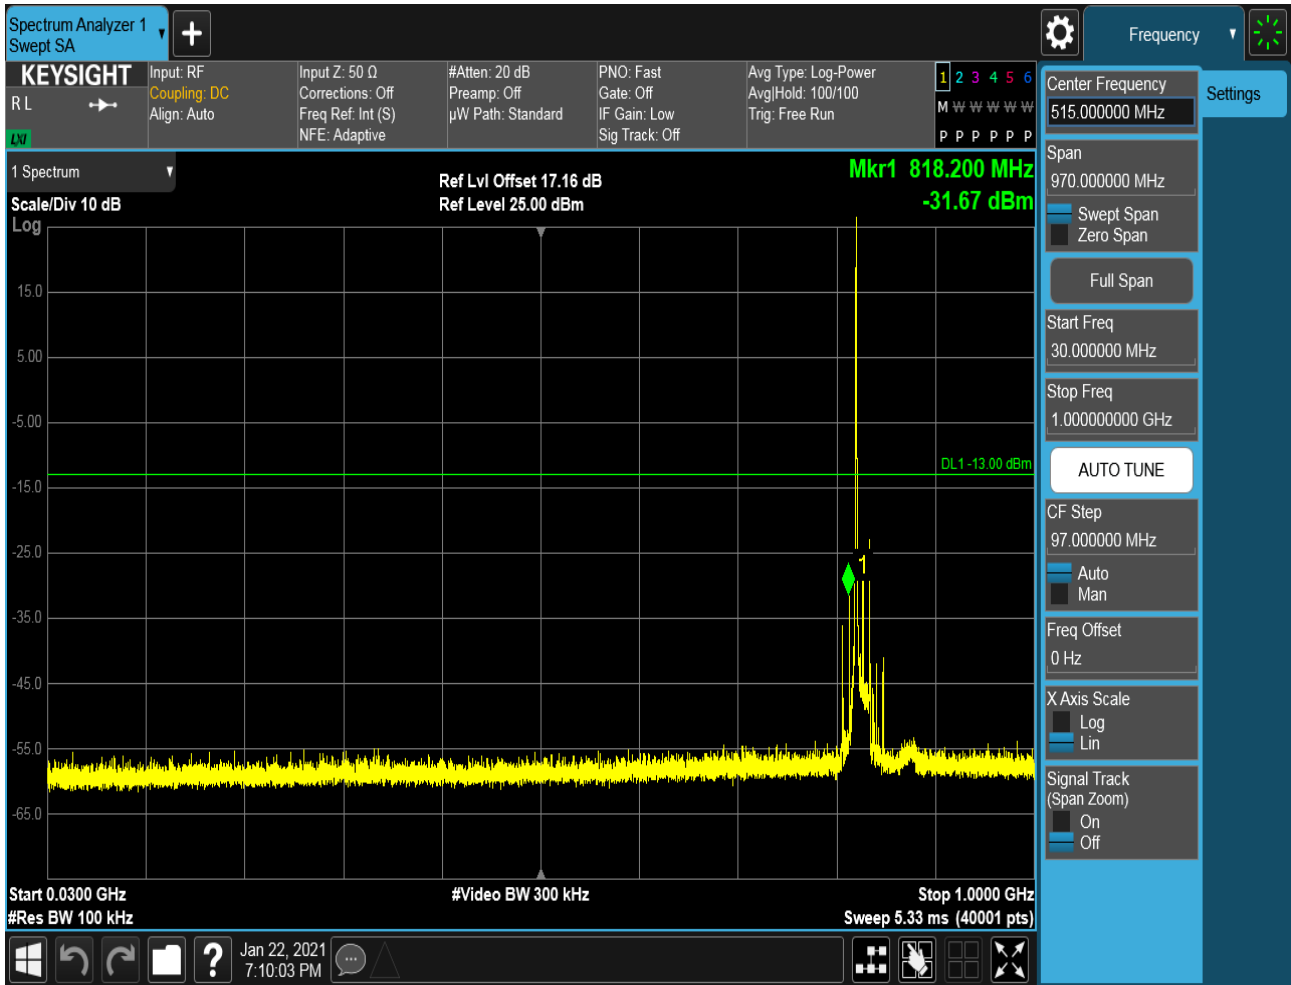 Spectrum Analyzer 1
Swept SA
Frequency
KEYSIGHT
R L
LXI
Input: RF
Coupling: DC
Align: Auto
Input Z: 50 Ω
Corrections: Off
Freq Ref: Int (S)
NFE: Adaptive
#Atten: 20 dB
Preamp: Off
µW Path: Standard
PNO: Fast
Gate: Off
IF Gain: Low
Sig Track: Off
Avg Type: Log-Power
Avg|Hold: 100/100
Trig: Free Run
1 2 3 4 5 6
M W W W W W
P P P P P P
1 Spectrum
Scale/Div 10 dB
Log
Ref Lvl Offset 17.16 dB
Ref Level 25.00 dBm
Mkr1 818.200 MHz
-31.67 dBm
15.0
5.00
-5.00
DL1 -13.00 dBm
-15.0
-25.0
1
-35.0
-45.0
-55.0
-65.0
Start 0.0300 GHz
#Res BW 100 kHz
#Video BW 300 kHz
Stop 1.0000 GHz
Sweep 5.33 ms (40001 pts)
Jan 22, 2021
7:10:03 PM
Center Frequency
515.000000 MHz
Span
970.000000 MHz
Swept Span
Zero Span
Full Span
Start Freq
30.000000 MHz
Stop Freq
1.000000000 GHz
AUTO TUNE
CF Step
97.000000 MHz
Auto
Man
Freq Offset
0 Hz
X Axis Scale
Log
Lin
Signal Track
(Span Zoom)
On
Off
Settings